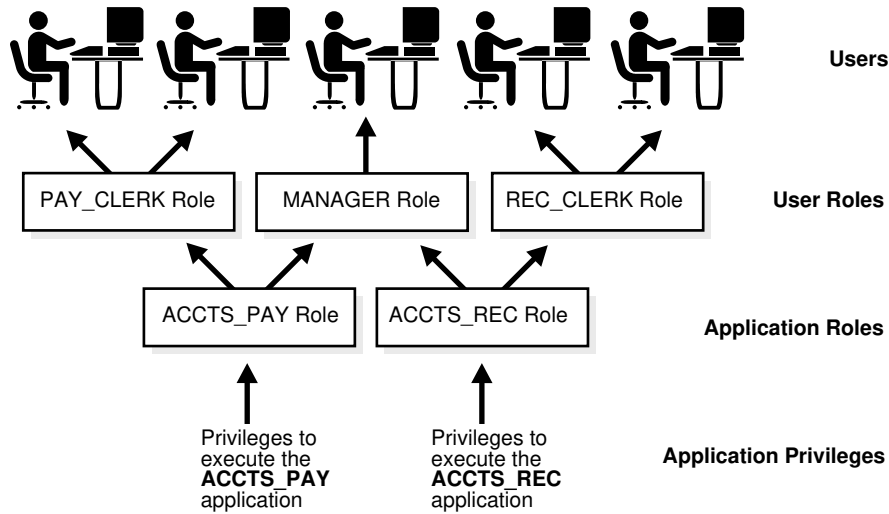 Users
PAY_CLERK Role
MANAGER Role
REC_CLERK Role
User Roles
ACCTS_PAY Role
ACCTS_REC Role
Application Roles
Privileges to
execute the
ACCTS_PAY
application
Privileges to
execute the
ACCTS_REC
application
Application Privileges